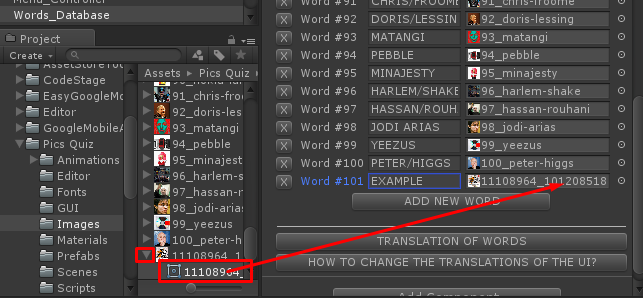 Menu_Controller
Words_Database
Project
Create
AssetStoreTools
CodeStage
EasyGoogleMo
Editor
GoogleMobileA
Pics Quiz
Animations
Editor
Fonts
GUI
Images
Materials
Prefabs
Scenes
Scripts
Assets Pics Quiz
91_chris-froom
92_doris-less
93_matangi
94_pebble
95_minajesty
96_harlem-s
97_hassan-r
98_jodi-arias
99_yeezus
100_peter-h
11108964_1
11108964_
Word #91 CHRIS/FROOME 91_chris-froome
Word #92 DORIS/LESSIN 92_doris-lessing
Word #93 MATANGI 93_matangi
Word #94 PEBBLE 94_pebble
Word #95 MINAJESTY 95_minajesty
Word #96 HARLEM/SHAKE 96_harlem-shake
Word #97 HASSAN/ROUH 97_hassan-rouhani
Word #98 JODI ARIAS 98_jodi-arias
Word #99 YEEZUS 99_yeezus
Word #100 PETER/HIGGS 100_peter-higgs
Word #101 EXAMPLE 11108964_101208518
ADD NEW WORD
TRANSLATION OF WORDS
HOW TO CHANGE THE TRANSLATIONS OF THE UI?
Add Component